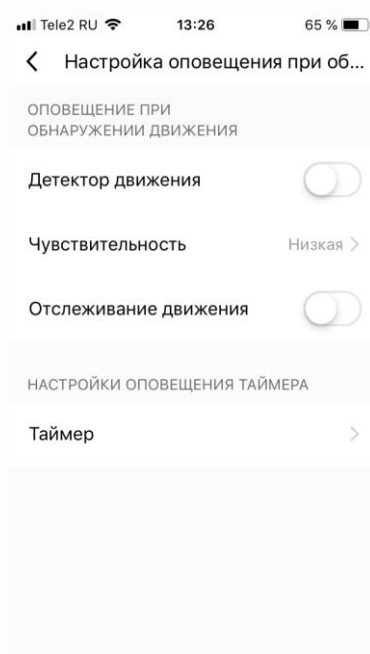 Tele2 RU 13:26 65 %
Настройка оповещения при об...
ОПОВЕЩЕНИЕ ПРИ
ОБНАРУЖЕНИИ ДВИЖЕНИЯ
Детектор движения
Чувствительность Низкая
Отслеживание движения
НАСТРОЙКИ ОПОВЕЩЕНИЯ ТАЙМЕРА
Таймер